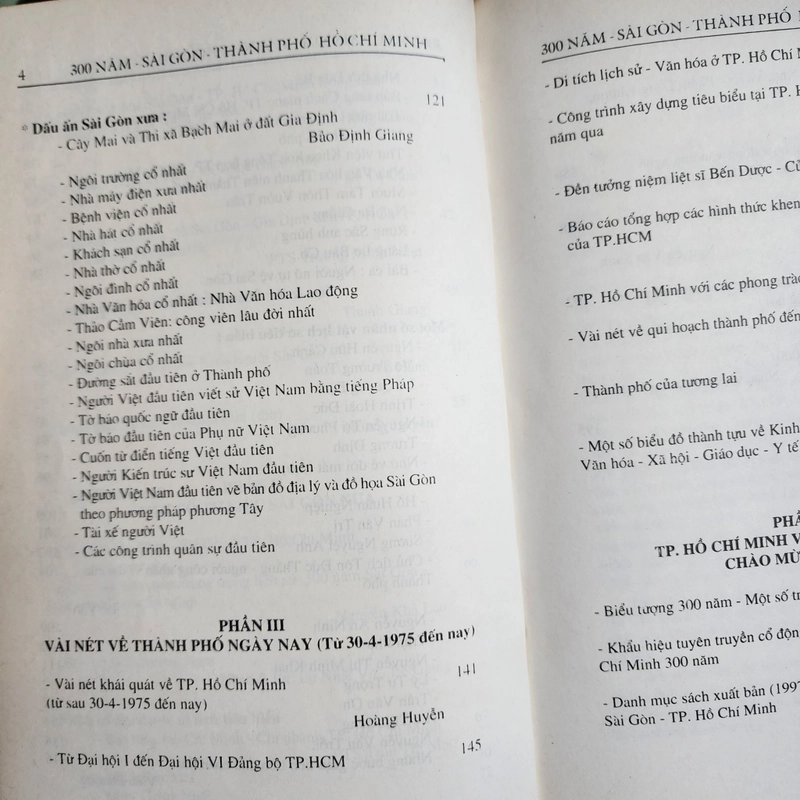 4
300 NĂM - SÀI GÒN - THÀNH PHỐ HỒ CHÍ MINH
* Dấu ấn Sài Gòn xưa :
- Cây Mai và Thi xã Bạch Mai ở đất Gia Định 121
Bảo Định Giang
- Ngôi trường cổ nhất
- Nhà máy điện xưa nhất
- Bệnh viện cổ nhất
- Nhà hát cổ nhất
- Khách sạn cổ nhất
- Nhà thờ cổ nhất
- Ngôi đình cổ nhất
- Nhà Văn hóa cổ nhất : Nhà Văn hóa Lao động
- Thảo Cầm Viên: công viên lâu đời nhất
- Ngôi nhà xưa nhất
- Ngôi chùa cổ nhất
- Đường sắt đầu tiên ở Thành phố
- Người Việt đầu tiên viết sử Việt Nam bằng tiếng Pháp
- Tờ báo quốc ngữ đầu tiên
- Tờ báo đầu tiên của Phụ nữ Việt Nam
- Cuốn từ điển tiếng Việt đầu tiên
- Người Kiến trúc sư Việt Nam đầu tiên
- Người Việt Nam đầu tiên vẽ bản đồ địa lý và đồ họa Sài Gòn
theo phương pháp phương Tây
- Tài xế người Việt
- Các công trình quân sự đầu tiên
PHẦN III
VÀI NÉT VỀ THÀNH PHỐ NGÀY NAY (Từ 30-4-1975 đến nay)
- Vài nét khái quát về TP. Hồ Chí Minh 141
(từ sau 30-4-1975 đến nay)
Hoàng Huyễn
- Từ Đại hội I đến Đại hội VI Đảng bộ TP.HCM 145
300 NĂM - SÀI GÒN - THÀNH PHỐ
- Di tích lịch sử - Văn hóa ở TP. Hồ Chí
- Công trình xây dựng tiêu biểu tại TP.
năm qua
- Đền tưởng niệm liệt sĩ Bến Dược -
- Báo cáo tổng hợp các hình thức khen
của TP.HCM
- TP. Hồ Chí Minh với các phong trào
- Vài nét về qui hoạch thành phố đến
- Thành phố của tương lai
- Một số biểu đồ thành tựu về Kinh
Văn hóa - Xã hội - Giáo dục - Y tế
TP. HỒ CHÍ MINH
CHÀO
- Biểu tượng 300 năm - Một số
- Khẩu hiệu tuyên truyền cổ động
Chí Minh 300 năm
- Danh mục sách xuất bản (1997
Sài Gòn - TP. Hồ Chí Minh